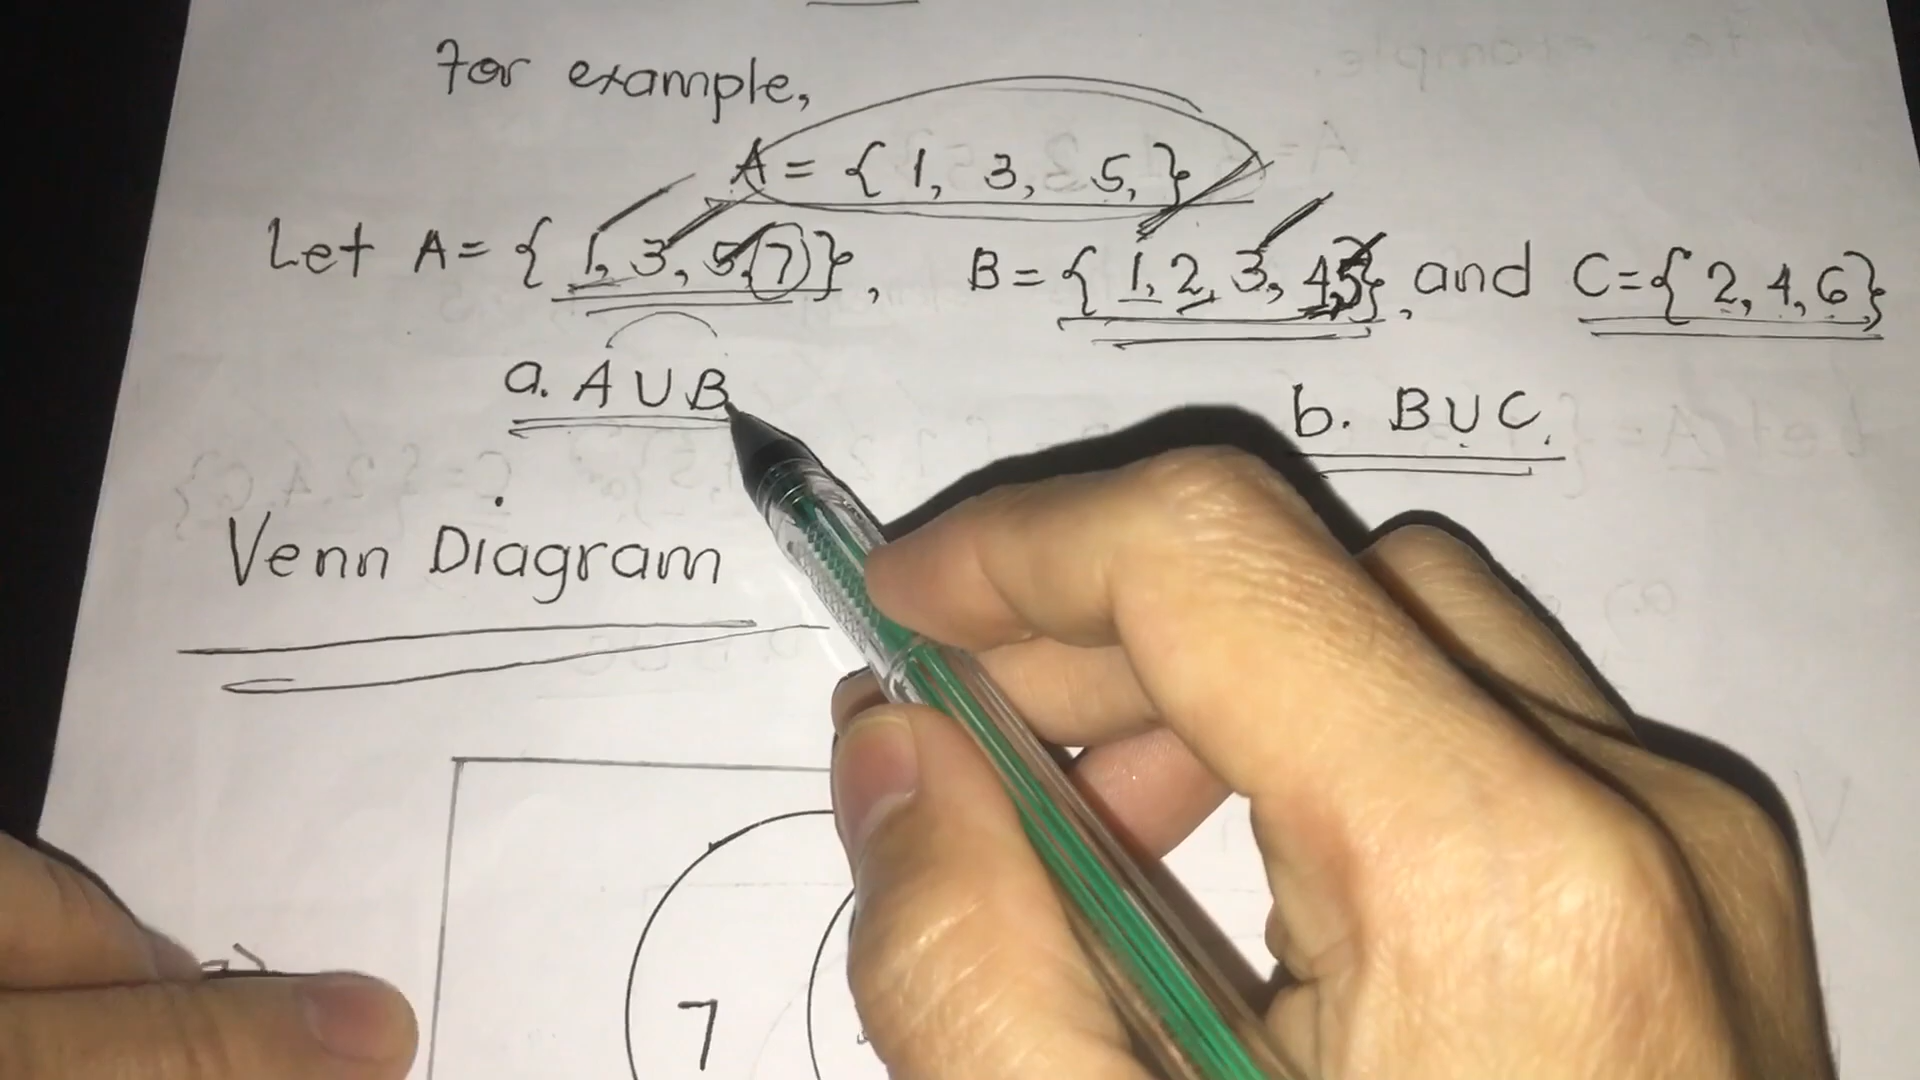 For example,
A = { 1, 3, 5, }
Let A = { 1, 3, 5, 7 }, B = { 1, 2, 3, 4, 5 }, and C = { 2, 4, 6 }
a. A ∪ B
b. B ∪ C.
Venn Diagram
7